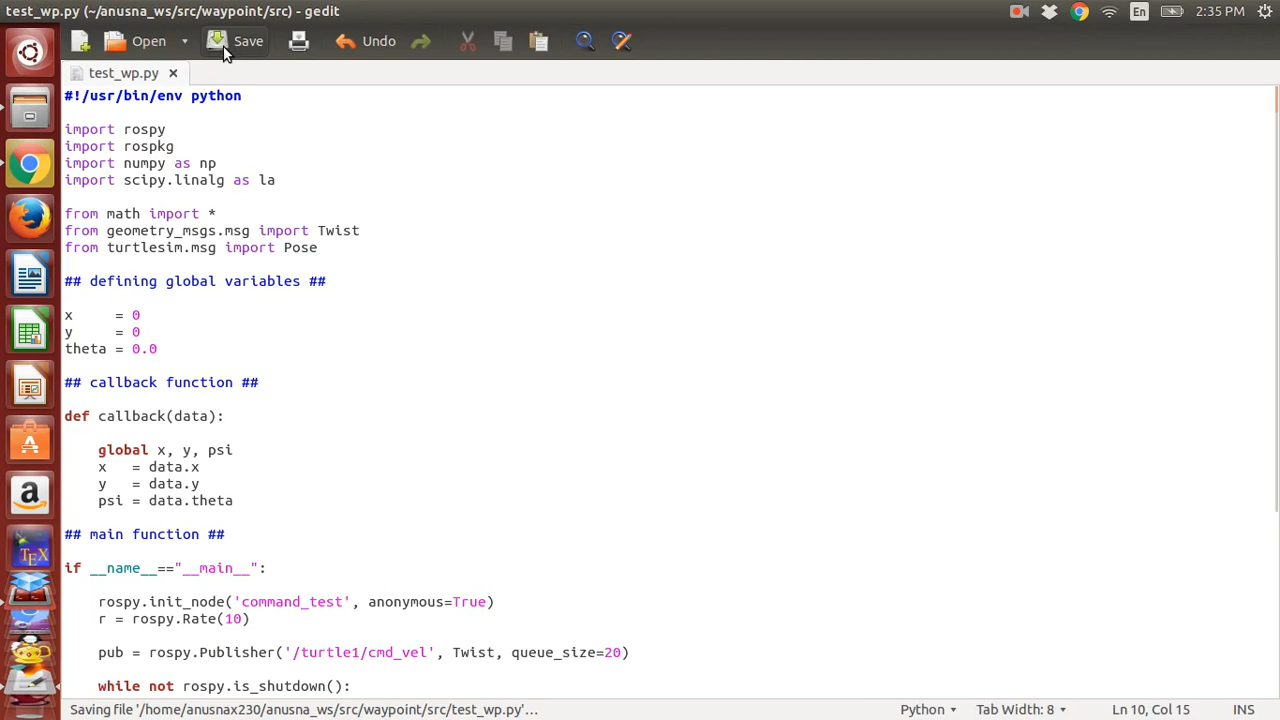 test_wp.py (~/anusna_ws/src/waypoint/src) - gedit
En
2:35 PM
Open
Save
Undo
test_wp.py
#!/usr/bin/env python
import rospy
import rospkg
import numpy as np
import scipy.linalg as la
from math import *
from geometry_msgs.msg import Twist
from turtlesim.msg import Pose
## defining global variables ##
x     = 0
y     = 0
theta = 0.0
## callback function ##
def callback(data):
global x, y, psi
x   = data.x
y   = data.y
psi = data.theta
## main function ##
if __name__=="__main__":
rospy.init_node('command_test', anonymous=True)
r = rospy.Rate(10)
pub = rospy.Publisher('/turtle1/cmd_vel', Twist, queue_size=20)
while not rospy.is_shutdown():
Saving file '/home/anusnax230/anusna_ws/src/waypoint/src/test_wp.py'…
Python
Tab Width: 8
Ln 10, Col 15
INS
A
a
TEX